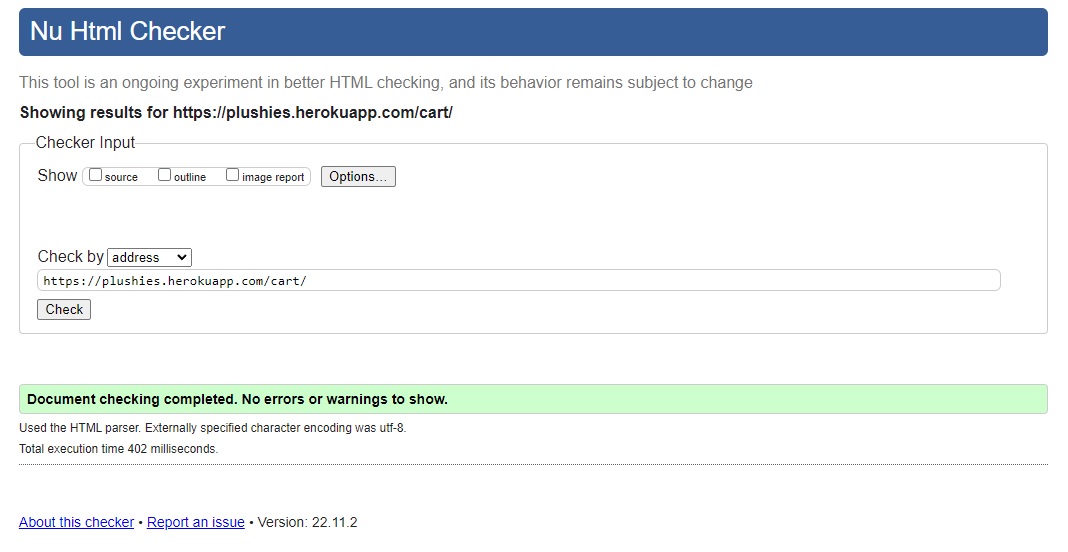 Nu Html Checker
This tool is an ongoing experiment in better HTML checking, and its behavior remains subject to change
Showing results for https://plushies.herokuapp.com/cart/
Checker Input
Show source outline image report Options...
Check by address
https://plushies.herokuapp.com/cart/
Check
Document checking completed. No errors or warnings to show.
Used the HTML parser. Externally specified character encoding was utf-8.
Total execution time 402 milliseconds.
About this checker • Report an issue • Version: 22.11.2